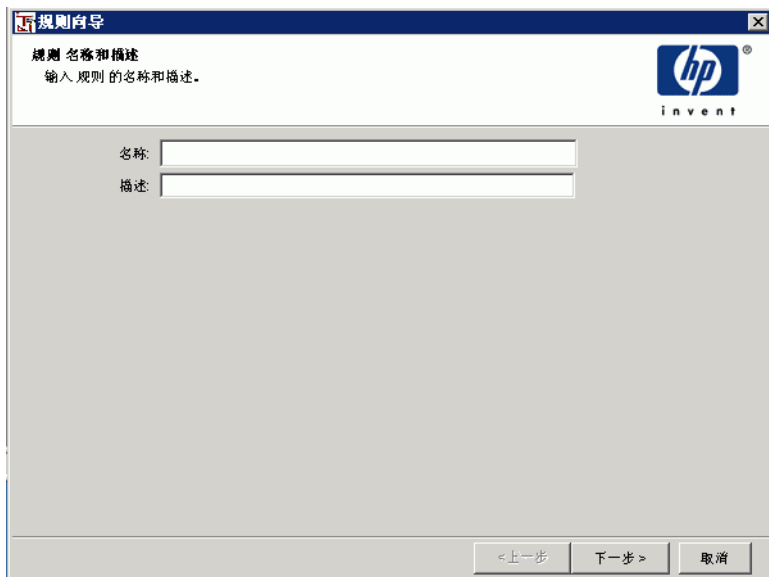 规则向导
规则 名称和描述
输入 规则 的名称和描述。
hp ®
invent
名称:
描述:
<上一步
下一步 >
取消